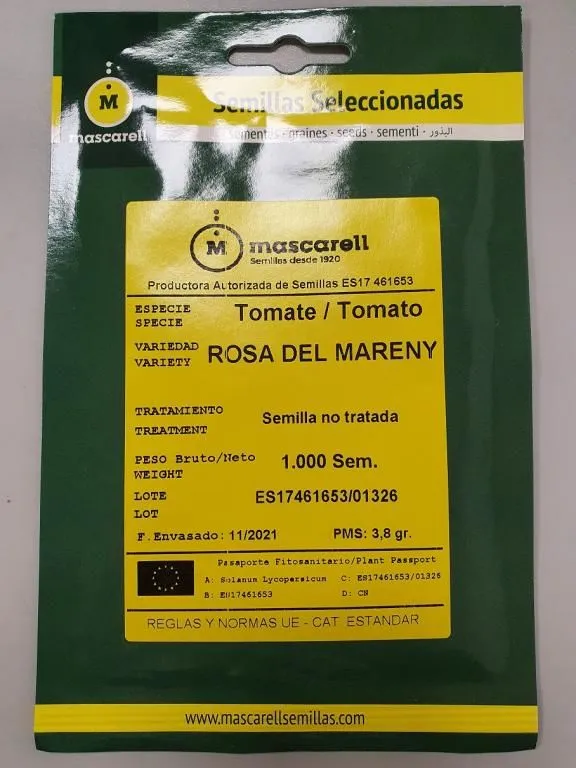 Semillas Seleccionadas
M
mascarell
sementes · graines · seeds · sementi · البذور
M mascarell
Semillas desde 1920
Productora Autorizada de Semillas ES17 461653
ESPECIE
SPECIE
Tomate / Tomato
VARIEDAD
VARIETY
ROSA DEL MARENY
TRATAMIENTO
TREATMENT
Semilla no tratada
PESO Bruto/Neto
WEIGHT
1.000 Sem.
LOTE
LOT
ES17461653/01326
F.Envasado: 11/2021 PMS: 3,8 gr.
Pasaporte Fitosanitario/Plant Passport
A: Solanum Lycopersicum C: ES17461653/01326
B: ES17461653 D: CN
REGLAS Y NORMAS UE - CAT ESTANDAR
www.mascarellsemillas.com